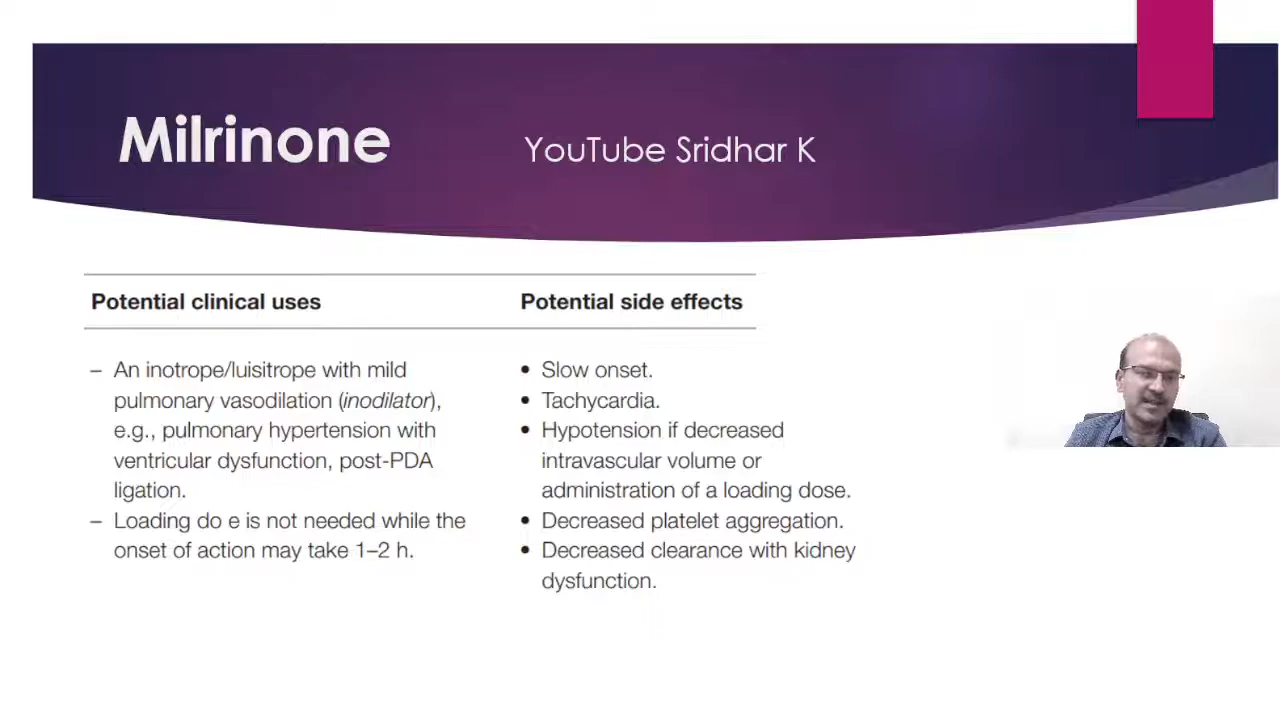 Milrinone
YouTube Sridhar K
Potential clinical uses
Potential side effects
– An inotrope/luisitrope with mild
pulmonary vasodilation (inodilator),
e.g., pulmonary hypertension with
ventricular dysfunction, post-PDA
ligation.
– Loading do e is not needed while the
onset of action may take 1–2 h.
• Slow onset.
• Tachycardia.
• Hypotension if decreased
intravascular volume or
administration of a loading dose.
• Decreased platelet aggregation.
• Decreased clearance with kidney
dysfunction.